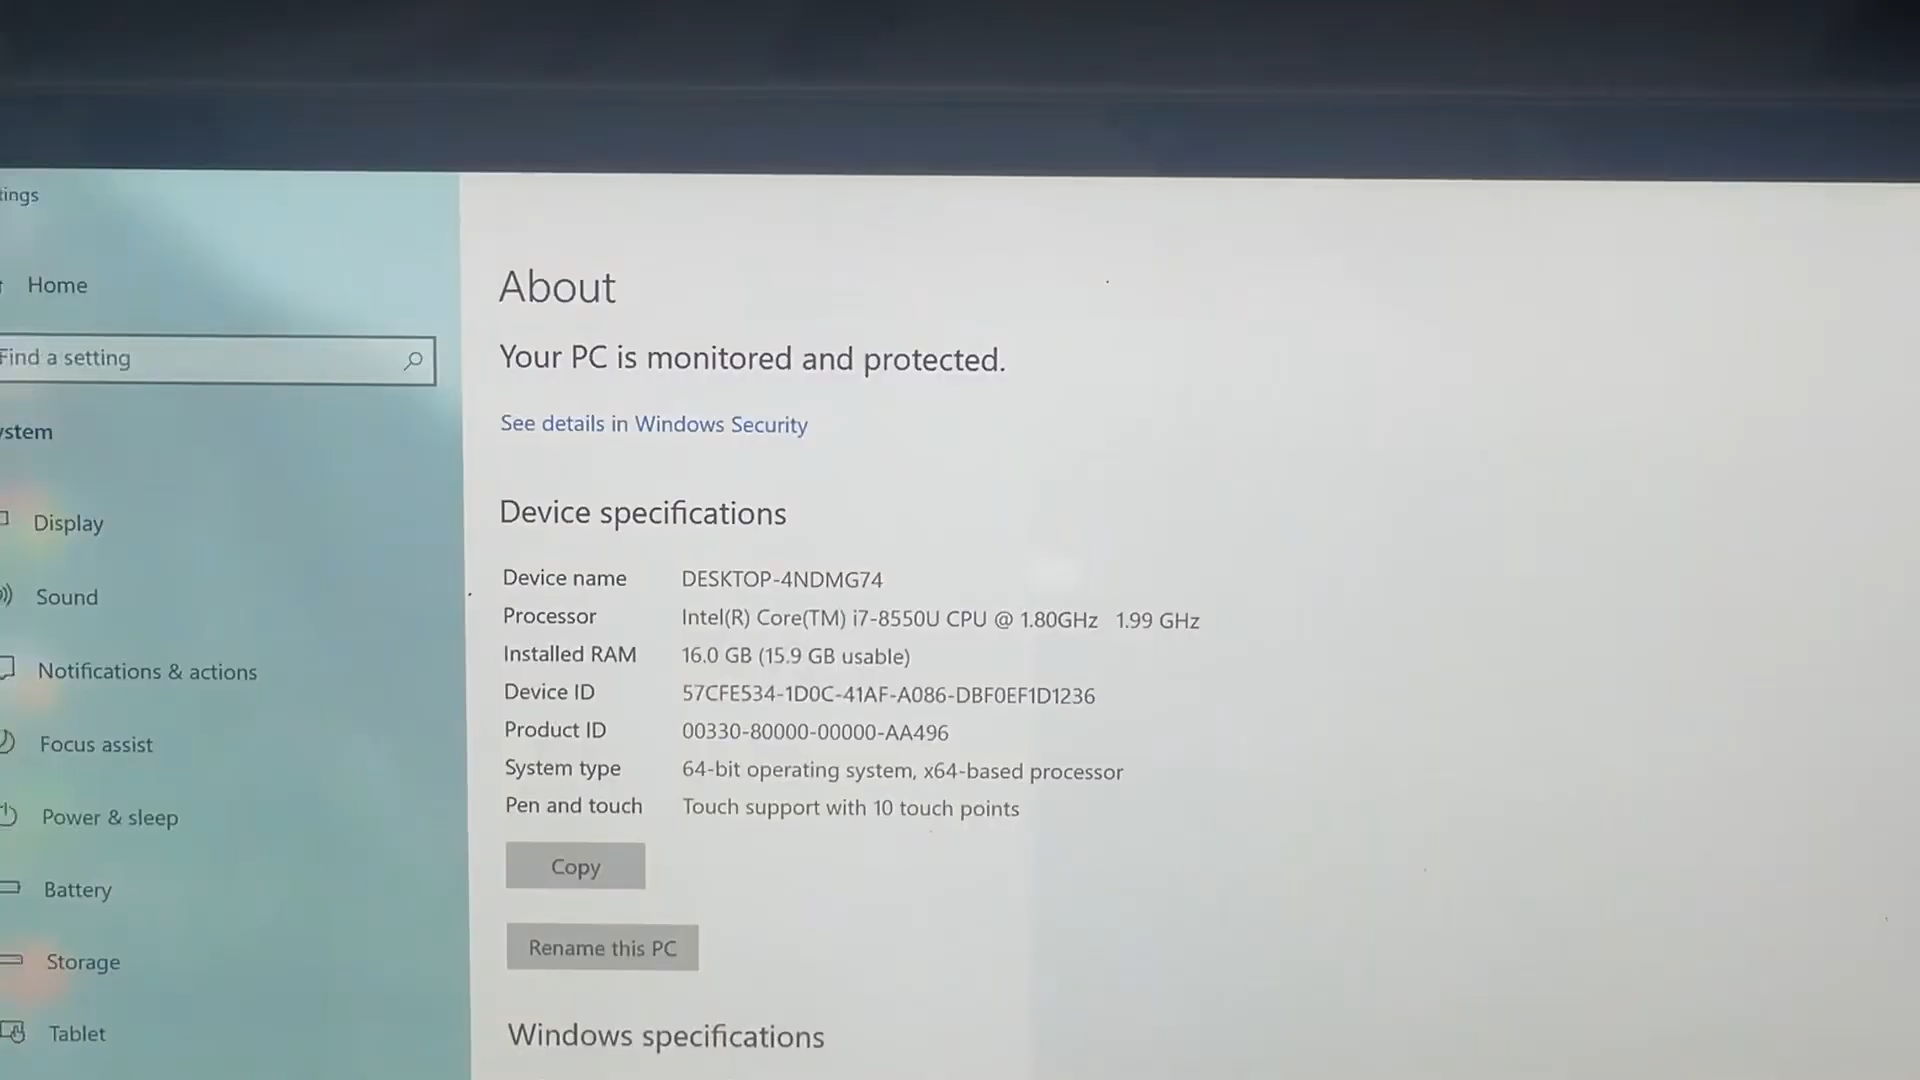 tings
Home
Find a setting
ystem
Display
Sound
Notifications & actions
Focus assist
Power & sleep
Battery
Storage
Tablet
About
Your PC is monitored and protected.
See details in Windows Security
Device specifications
Device name DESKTOP-4NDMG74
Processor Intel(R) Core(TM) i7-8550U CPU @ 1.80GHz 1.99 GHz
Installed RAM 16.0 GB (15.9 GB usable)
Device ID 57CFE534-1D0C-41AF-A086-DBF0EF1D1236
Product ID 00330-80000-00000-AA496
System type 64-bit operating system, x64-based processor
Pen and touch Touch support with 10 touch points
Copy
Rename this PC
Windows specifications